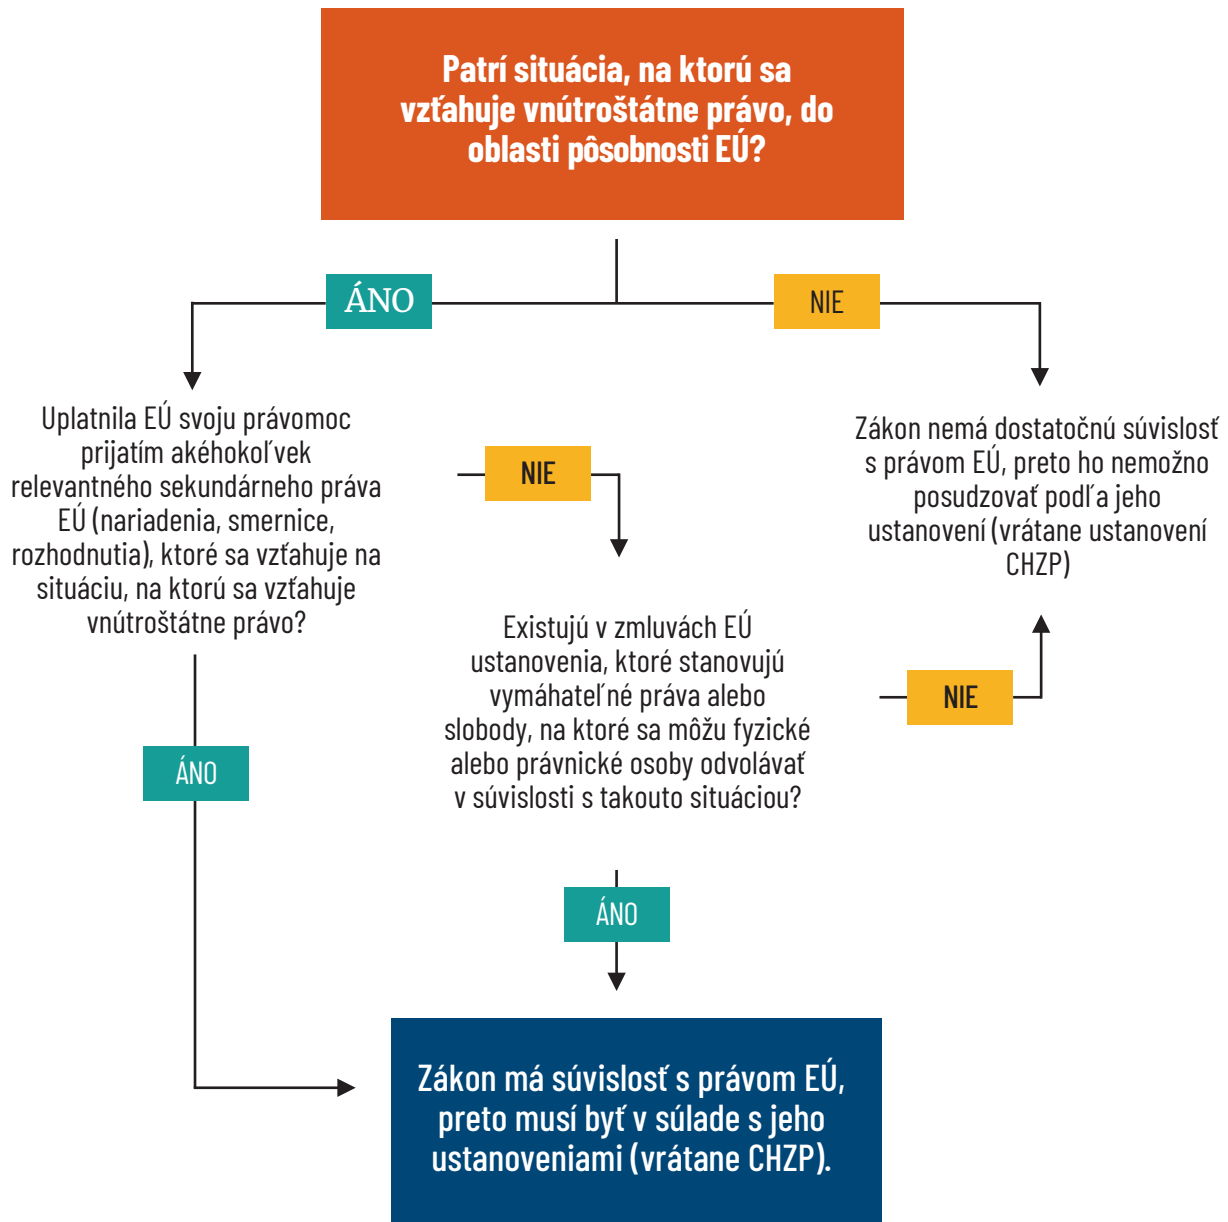 Patrí situácia, na ktorú sa
vzťahuje vnútroštátne právo, do
oblasti pôsobnosti EÚ?
ÁNO
NIE
Uplatnila EÚ svoju právomoc
prijatím akéhokoľvek
relevantného sekundárneho práva
EÚ (nariadenia, smernice,
rozhodnutia), ktoré sa vzťahuje na
situáciu, na ktorú sa vzťahuje
vnútroštátne právo?
NIE
Zákon nemá dostatočnú súvislosť
s právom EÚ, preto ho nemožno
posudzovať podľa jeho
ustanovení (vrátane ustanovení
CHZP)
Existujú v zmluvách EÚ
ustanovenia, ktoré stanovujú
vymáhateľné práva alebo
slobody, na ktoré sa môžu fyzické
alebo právnické osoby odvolávať
v súvislosti s takouto situáciou?
NIE
ÁNO
ÁNO
Zákon má súvislosť s právom EÚ,
preto musí byť v súlade s jeho
ustanoveniami (vrátane CHZP).